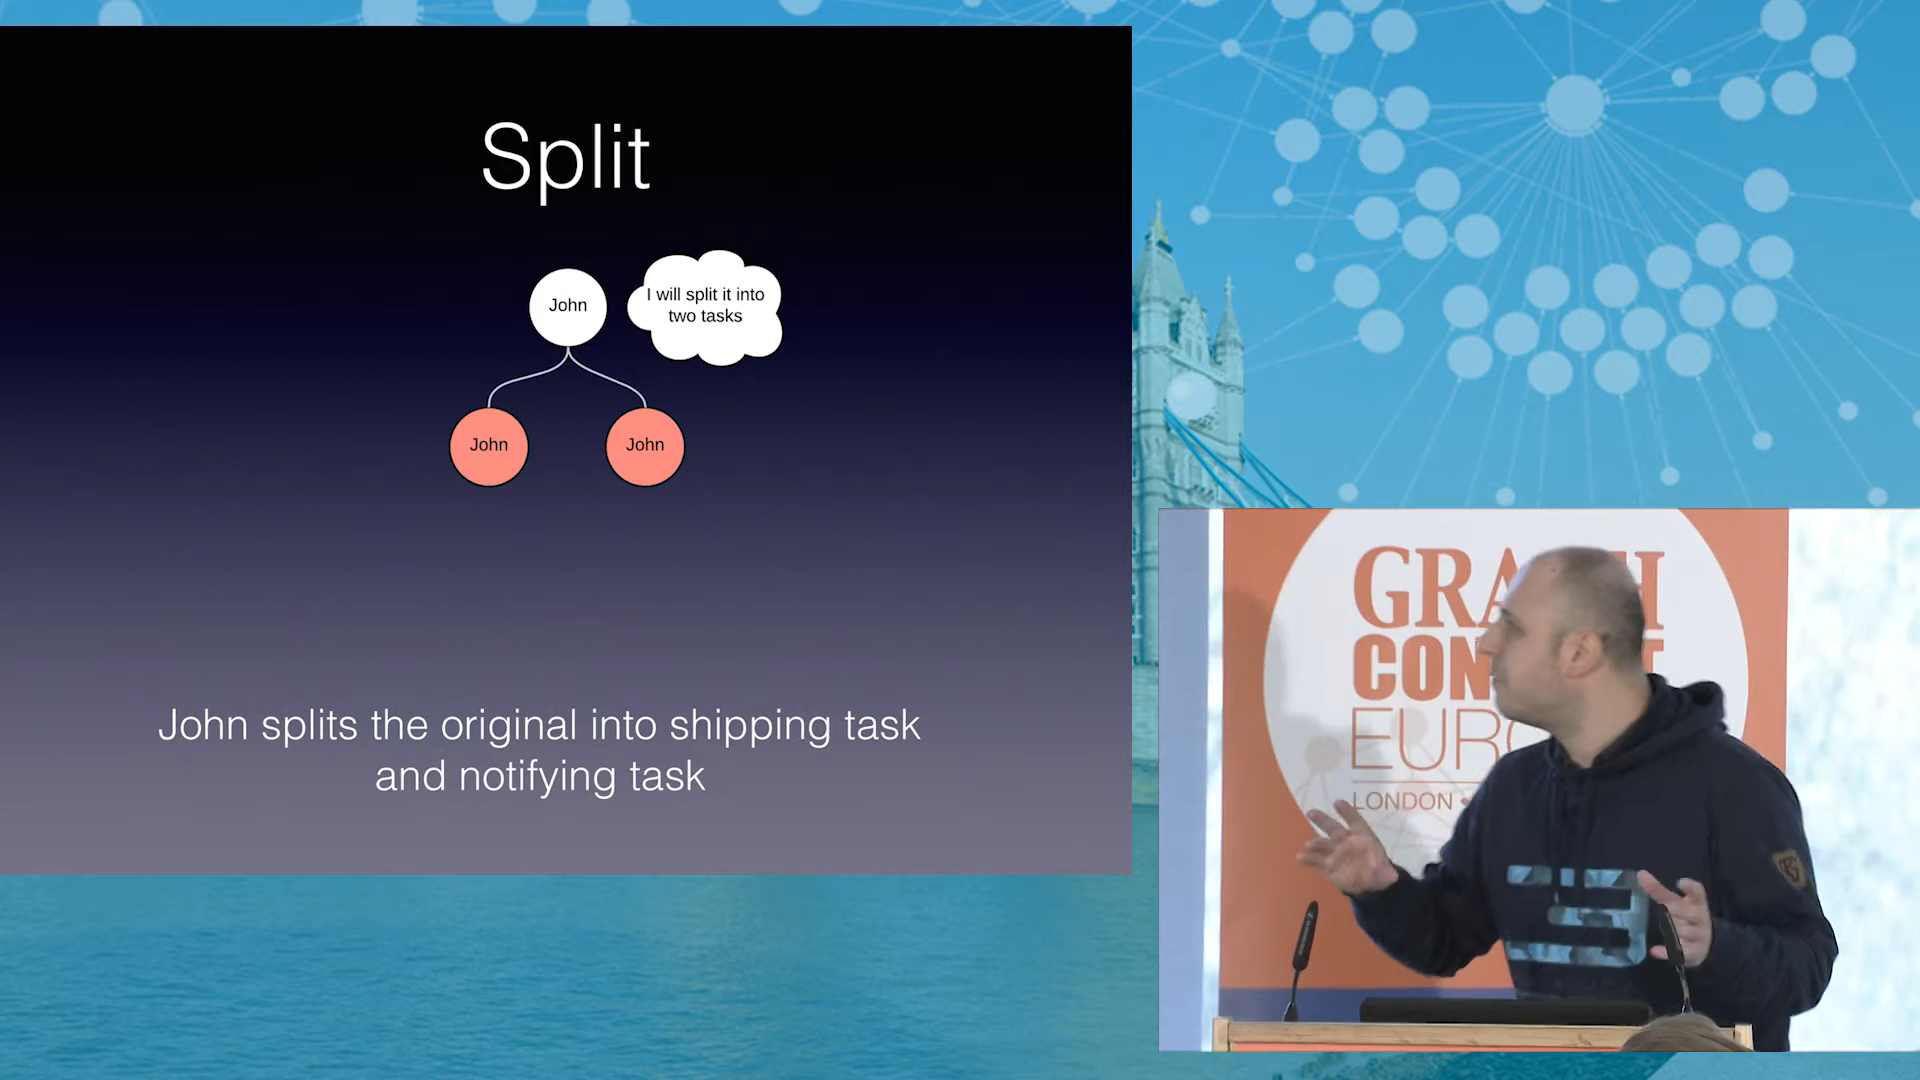 Split
John
I will split it into
two tasks
John
John
John splits the original into shipping task
and notifying task
LONDON